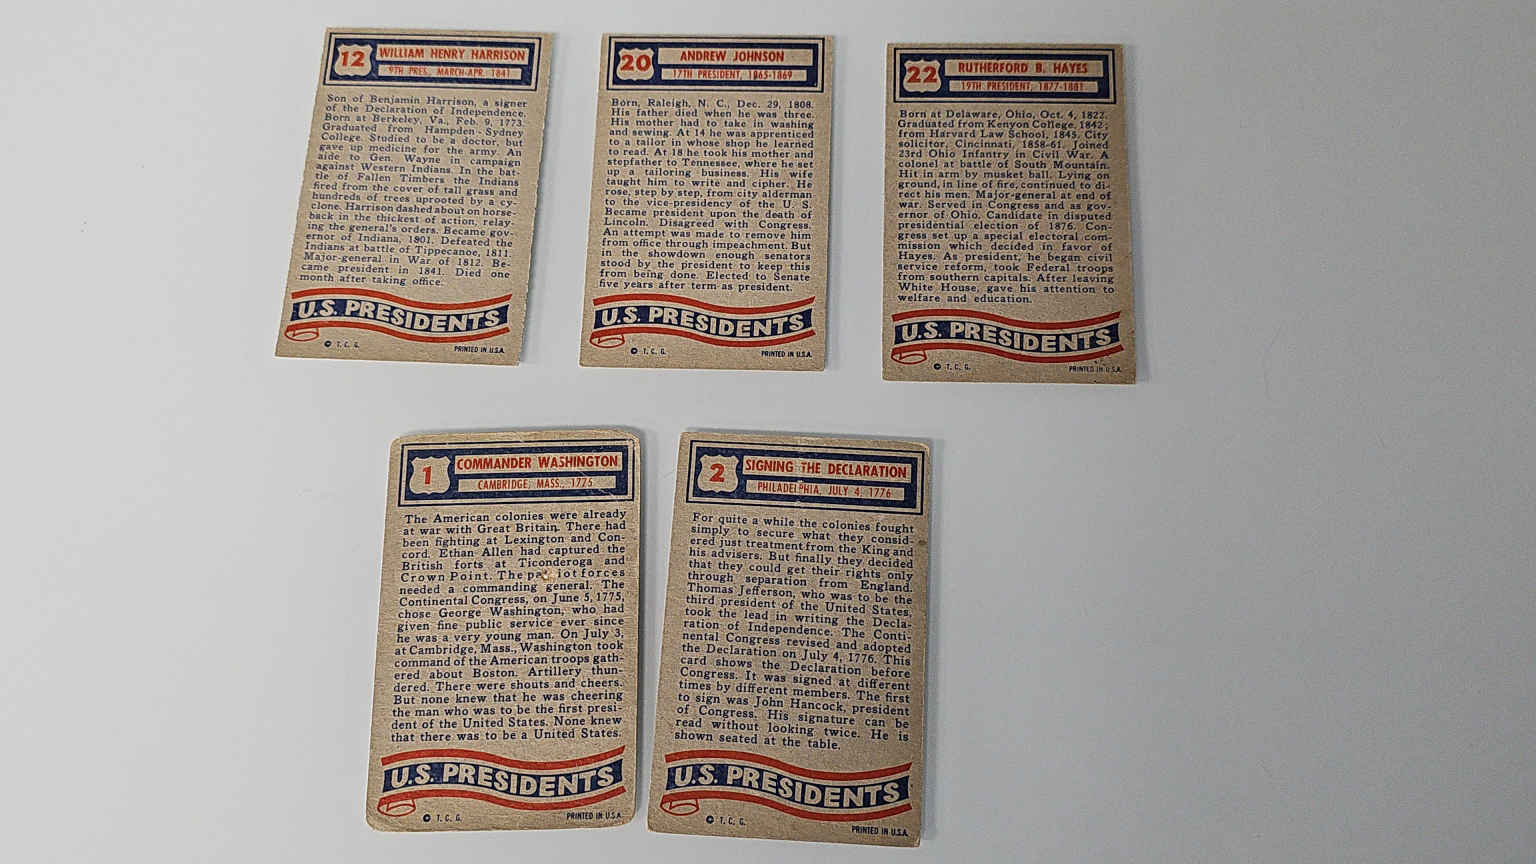 12
WILLIAM HENRY HARRISON
9TH PRES., MARCH-APR. 1841
Son of Benjamin Harrison, a signer
of the Declaration of Independence.
Born at Berkeley, Va., Feb. 9, 1773.
Graduated from Hampden-Sydney
College. Studied to be a doctor, but
gave up medicine for the army. An
aide to Gen. Wayne in campaign
against Western Indians. In the bat-
tle of Fallen Timbers the Indians
fired from the cover of tall grass and
hundreds of trees uprooted by a cy-
clone. Harrison dashed about on horse-
back in the thickest of action, relay-
ing the general's orders. Became gov-
ernor of Indiana, 1801. Defeated the
Indians at battle of Tippecanoe, 1811.
Major-general in War of 1812. Be-
came president in 1841. Died one
month after taking office.
U.S. PRESIDENTS
© T. C. G.
PRINTED IN U.S.A.
20
ANDREW JOHNSON
17TH PRESIDENT, 1865-1869
Born, Raleigh, N. C., Dec. 29, 1808.
His father died when he was three.
His mother had to take in washing
and sewing. At 14 he was apprenticed
to a tailor in whose shop he learned
to read. At 18 he took his mother and
stepfather to Tennessee, where he set
up a tailoring business. His wife
taught him to write and cipher. He
rose, step by step, from city alderman
to the vice-presidency of the U. S.
Became president upon the death of
Lincoln. Disagreed with Congress.
An attempt was made to remove him
from office through impeachment. But
in the showdown enough senators
stood by the president to keep this
from being done. Elected to Senate
five years after term as president.
U.S. PRESIDENTS
© T. C. G.
PRINTED IN U.S.A.
22
RUTHERFORD B. HAYES
19TH PRESIDENT, 1877-1881
Born at Delaware, Ohio, Oct. 4, 1822.
Graduated from Kenyon College, 1842;
from Harvard Law School, 1845. City
solicitor, Cincinnati, 1858-61. Joined
23rd Ohio Infantry in Civil War. A
colonel at battle of South Mountain.
Hit in arm by musket ball. Lying on
ground, in line of fire, continued to di-
rect his men. Major-general at end of
war. Served in Congress and as gov-
ernor of Ohio. Candidate in disputed
presidential election of 1876. Con-
gress set up a special electoral com-
mission which decided in favor of
Hayes. As president, he began civil
service reform, took Federal troops
from southern capitals. After leaving
White House, gave his attention to
welfare and education.
U.S. PRESIDENTS
© T. C. G.
PRINTED IN U.S.A.
1
COMMANDER WASHINGTON
CAMBRIDGE, MASS., 1775
The American colonies were already
at war with Great Britain. There had
been fighting at Lexington and Con-
cord. Ethan Allen had captured the
British forts at Ticonderoga and
Crown Point. The patriot forces
needed a commanding general. The
Continental Congress, on June 5, 1775,
chose George Washington, who had
given fine public service ever since
he was a very young man. On July 3,
at Cambridge, Mass., Washington took
command of the American troops gath-
ered about Boston. Artillery thun-
dered. There were shouts and cheers.
But none knew that he was cheering
the man who was to be the first presi-
dent of the United States. None knew
that there was to be a United States.
U.S. PRESIDENTS
© T. C. G.
PRINTED IN U.S.A.
2
SIGNING THE DECLARATION
PHILADELPHIA, JULY 4, 1776
For quite a while the colonies fought
simply to secure what they consid-
ered just treatment from the King and
his advisers. But finally they decided
that they could get their rights only
through separation from England.
Thomas Jefferson, who was to be the
third president of the United States,
took the lead in writing the Decla-
ration of Independence. The Conti-
nental Congress revised and adopted
the Declaration on July 4, 1776. This
card shows the Declaration before
Congress. It was signed at different
times by different members. The first
to sign was John Hancock, president
of Congress. His signature can be
read without looking twice. He is
shown seated at the table.
U.S. PRESIDENTS
© T. C. G.
PRINTED IN U.S.A.